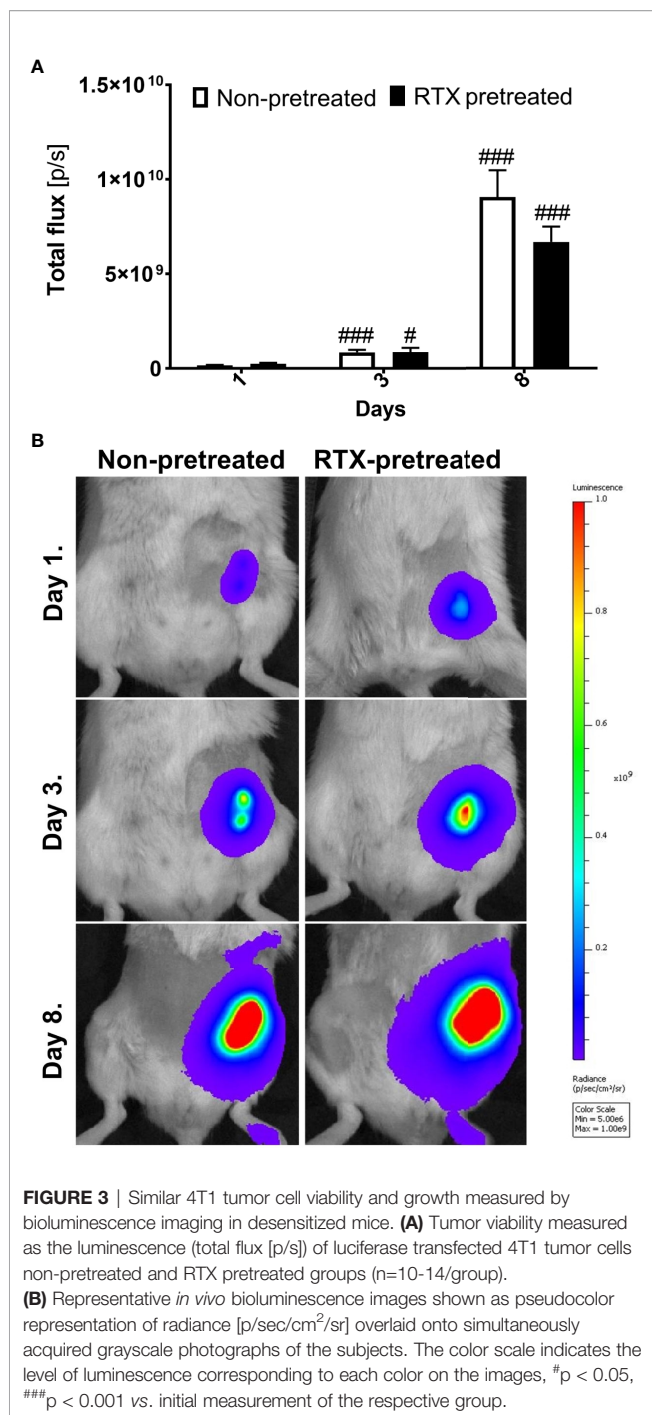 A
1.5×10¹⁰
Non-pretreated RTX pretreated
### ###
1×10¹⁰
Total flux [p/s]
5×10⁹
### #
0
1 3 8
Days
B
Non-pretreated RTX-pretreated
Day 1.
Day 3.
Day 8.
Luminescence
1.0
0.8
0.6
x10⁹
0.4
0.2
Radiance
(p/sec/cm²/sr)
Color Scale
Min = 5.00e6
Max = 1.00e9
FIGURE 3 | Similar 4T1 tumor cell viability and growth measured by
bioluminescence imaging in desensitized mice. (A) Tumor viability measured
as the luminescence (total flux [p/s]) of luciferase transfected 4T1 tumor cells
non-pretreated and RTX pretreated groups (n=10-14/group).
(B) Representative in vivo bioluminescence images shown as pseudocolor
representation of radiance [p/sec/cm²/sr] overlaid onto simultaneously
acquired grayscale photographs of the subjects. The color scale indicates the
level of luminescence corresponding to each color on the images, #p < 0.05,
###p < 0.001 vs. initial measurement of the respective group.